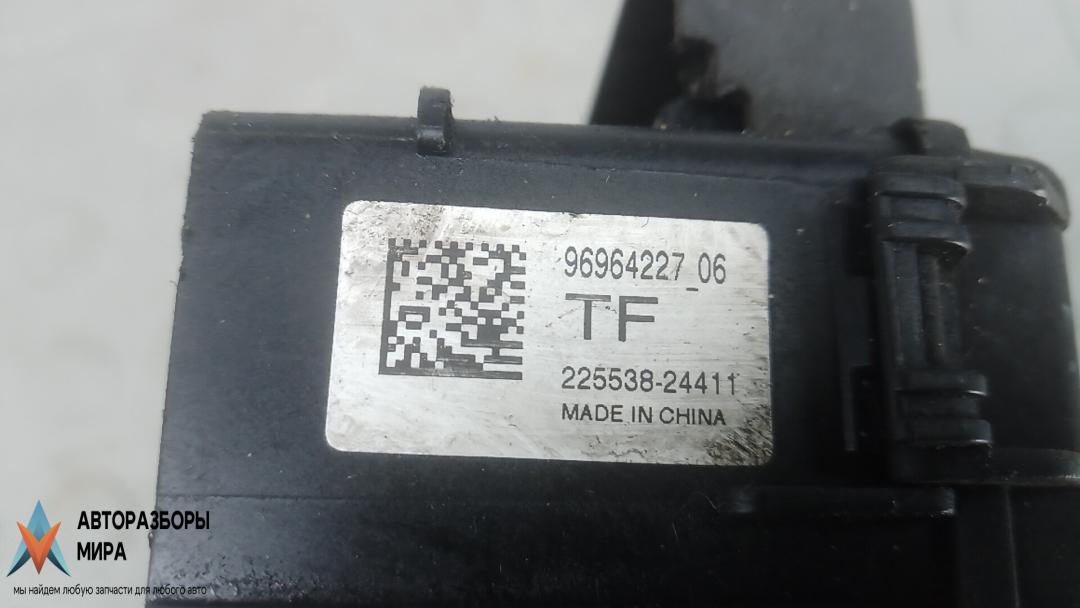 96964227_06
TF
225538-24411
MADE IN CHINA
АВТОРАЗБОРЫ
МИРА
мы найдем любую запчасти для любого авто